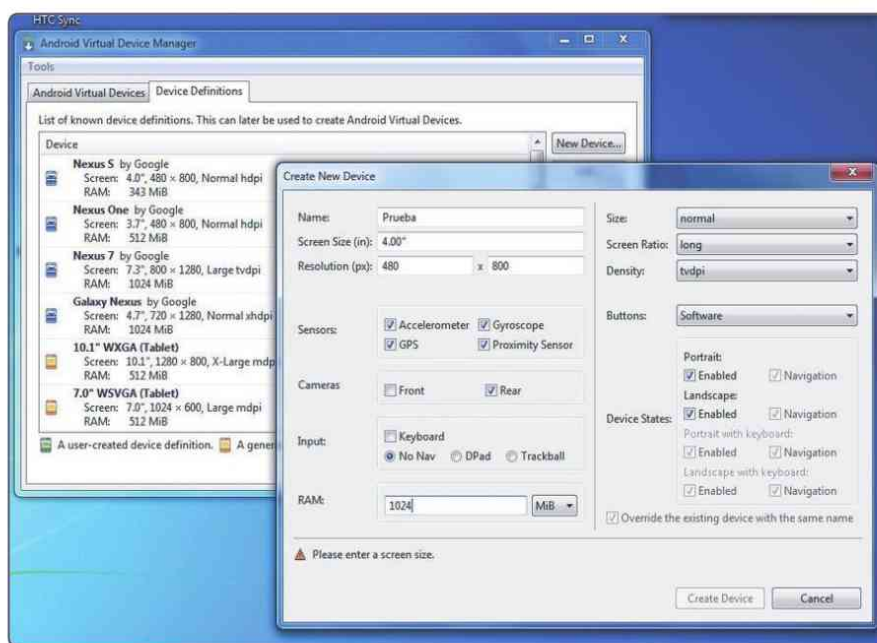 HTC Sync
Android Virtual Device Manager
Tools
Android Virtual Devices
Device Definitions
List of known device definitions. This can later be used to create Android Virtual Devices.
Device
New Device...
Nexus S by Google
Screen: 4.0", 480 × 800, Normal hdpi
RAM: 343 MiB
Nexus One by Google
Screen: 3.7", 480 × 800, Normal hdpi
RAM: 512 MiB
Nexus 7 by Google
Screen: 7.3", 800 × 1280, Large tvdpi
RAM: 1024 MiB
Galaxy Nexus by Google
Screen: 4.7", 720 × 1280, Normal xhdpi
RAM: 1024 MiB
10.1" WXGA (Tablet)
Screen: 10.1", 1280 × 800, X-Large mdp
RAM: 512 MiB
7.0" WSVGA (Tablet)
Screen: 7.0", 1024 × 600, Large mdpi
RAM: 512 MiB
A user-created device definition. A gener
Create New Device
Name: Prueba
Screen Size (in): 4.00"
Resolution (px): 480 x 800
Sensors:
Accelerometer Gyroscope
GPS Proximity Sensor
Cameras
Front Rear
Input:
Keyboard
No Nav DPad Trackball
RAM: 1024 MiB
Size: normal
Screen Ratio: long
Density: tvdpi
Buttons: Software
Device States:
Portrait:
Enabled Navigation
Landscape:
Enabled Navigation
Portrait with keyboard:
Enabled Navigation
Landscape with keyboard:
Enabled Navigation
Override the existing device with the same name
Please enter a screen size.
Create Device Cancel